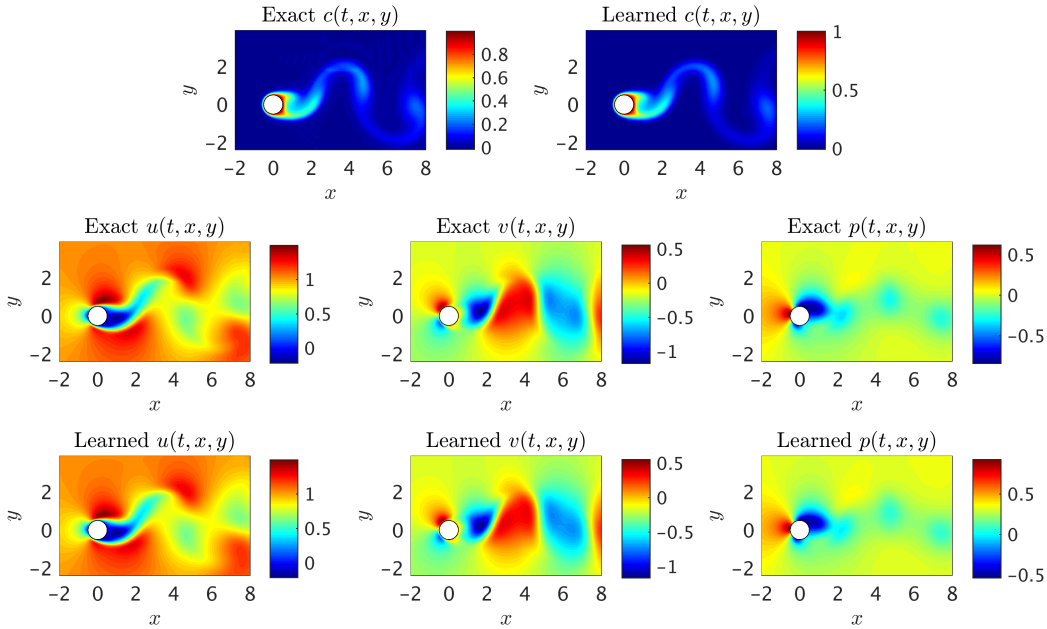 Exact c(t, x, y)
Learned c(t, x, y)
y
2
0
−2
−2 0 2 4 6 8
x
0.8
0.6
0.4
0.2
0
y
2
0
−2
−2 0 2 4 6 8
x
1
0.5
0
Exact u(t, x, y)
Exact v(t, x, y)
Exact p(t, x, y)
y
2
0
−2
−2 0 2 4 6 8
x
1
0.5
0
y
2
0
−2
−2 0 2 4 6 8
x
0.5
0
−0.5
−1
y
2
0
−2
−2 0 2 4 6 8
x
0.5
0
−0.5
Learned u(t, x, y)
Learned v(t, x, y)
Learned p(t, x, y)
y
2
0
−2
−2 0 2 4 6 8
x
1
0.5
0
y
2
0
−2
−2 0 2 4 6 8
x
0.5
0
−0.5
−1
y
2
0
−2
−2 0 2 4 6 8
x
0.5
0
−0.5